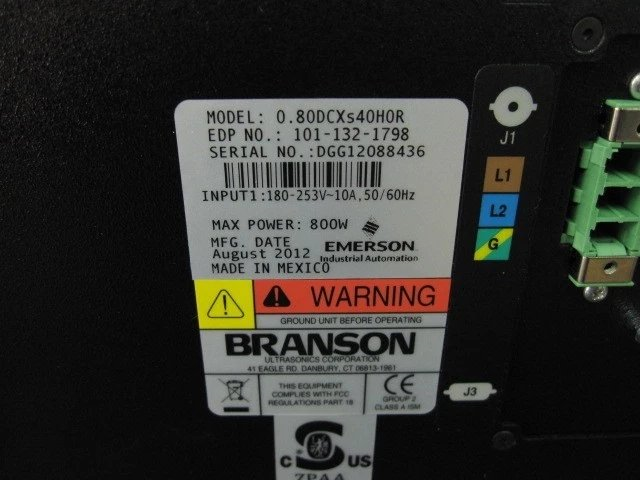 MODEL: 0.80DCXs40H0R
EDP NO.: 101-132-1798
SERIAL NO.:DGG12088436
INPUT1:180-253V~10A,50/60Hz
MAX POWER: 800W
MFG. DATE
August 2012
EMERSON
Industrial Automation
MADE IN MEXICO
WARNING
GROUND UNIT BEFORE OPERATING
BRANSON
ULTRASONICS CORPORATION
41 EAGLE RD, DANBURY, CT 06813-1961
THIS EQUIPMENT
COMPLIES WITH FCC
REGULATIONS PART 18
CE
GROUP 2
CLASS A ISM
C US
ZPAA
J1
L1
L2
G
J3